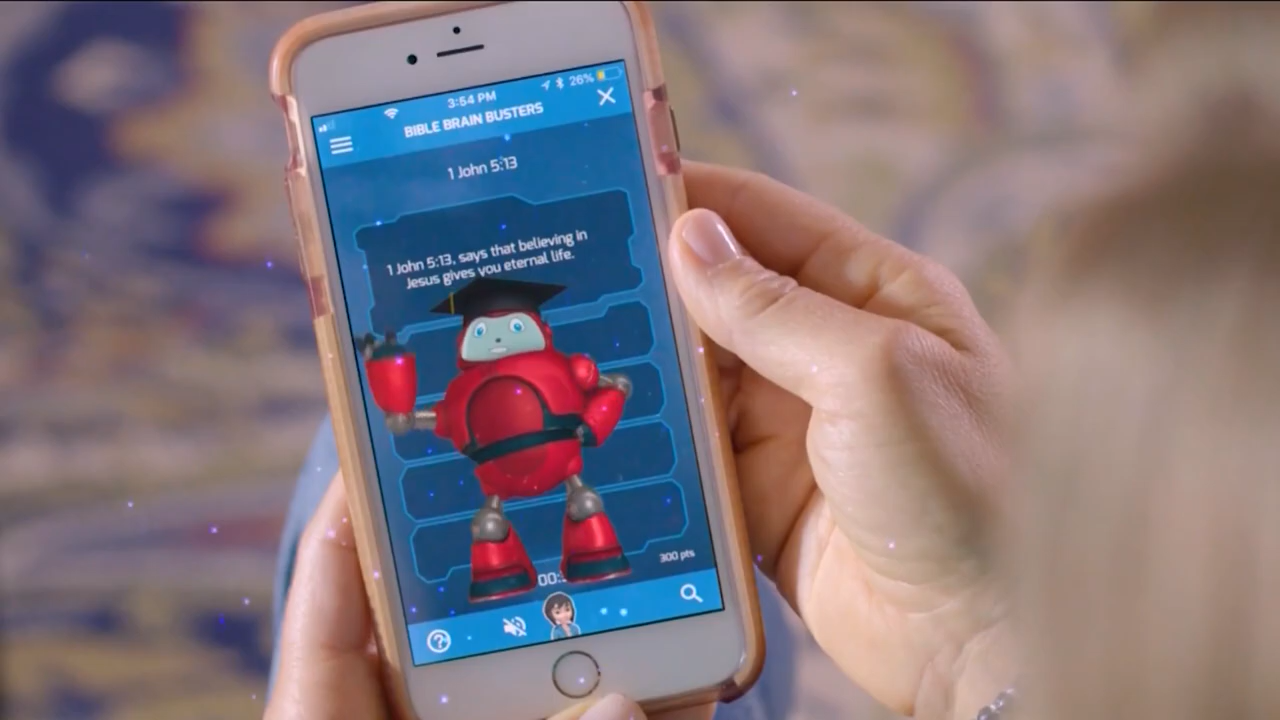 3:54 PM
26%
BIBLE BRAIN BUSTERS
1 John 5:13
1 John 5:13, says that believing in
Jesus gives you eternal life.
300 pts
00: